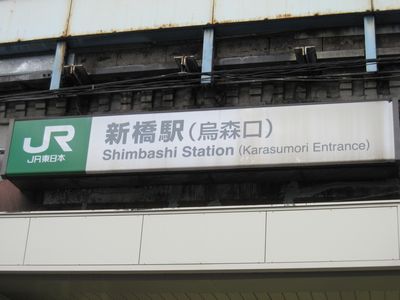 JR
JR東日本
新橋駅(烏森口)
Shimbashi Station (Karasumori Entrance)